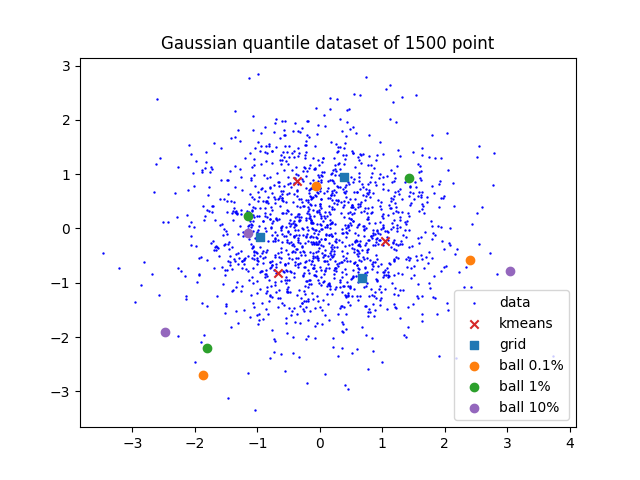 Gaussian quantile dataset of 1500 point
3
2
1
0
−1
−2
−3
data
kmeans
grid
ball 0.1%
ball 1%
ball 10%
−3 −2 −1 0 1 2 3 4